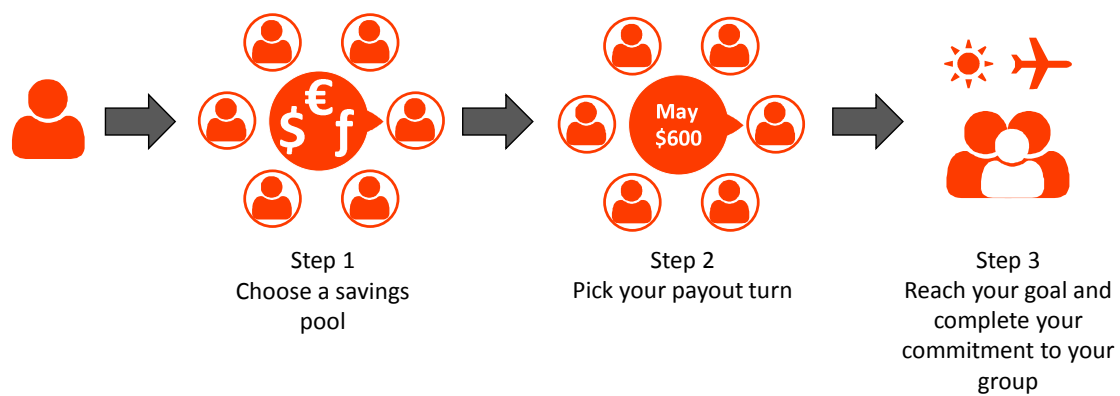 €
$ ƒ
May
$600
Step 1
Choose a savings
pool
Step 2
Pick your payout turn
Step 3
Reach your goal and
complete your
commitment to your
group